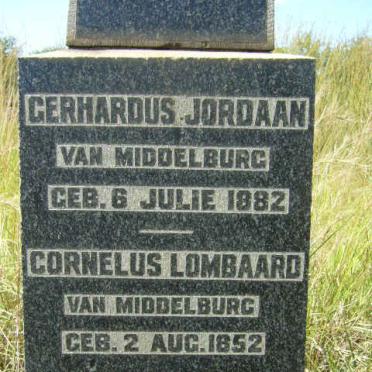 GERHARDUS JORDAAN
VAN MIDDELBURG
GEB. 6 JULIE 1882
CORNELUS LOMBAARD
VAN MIDDELBURG
GEB. 2 AUG. 1852